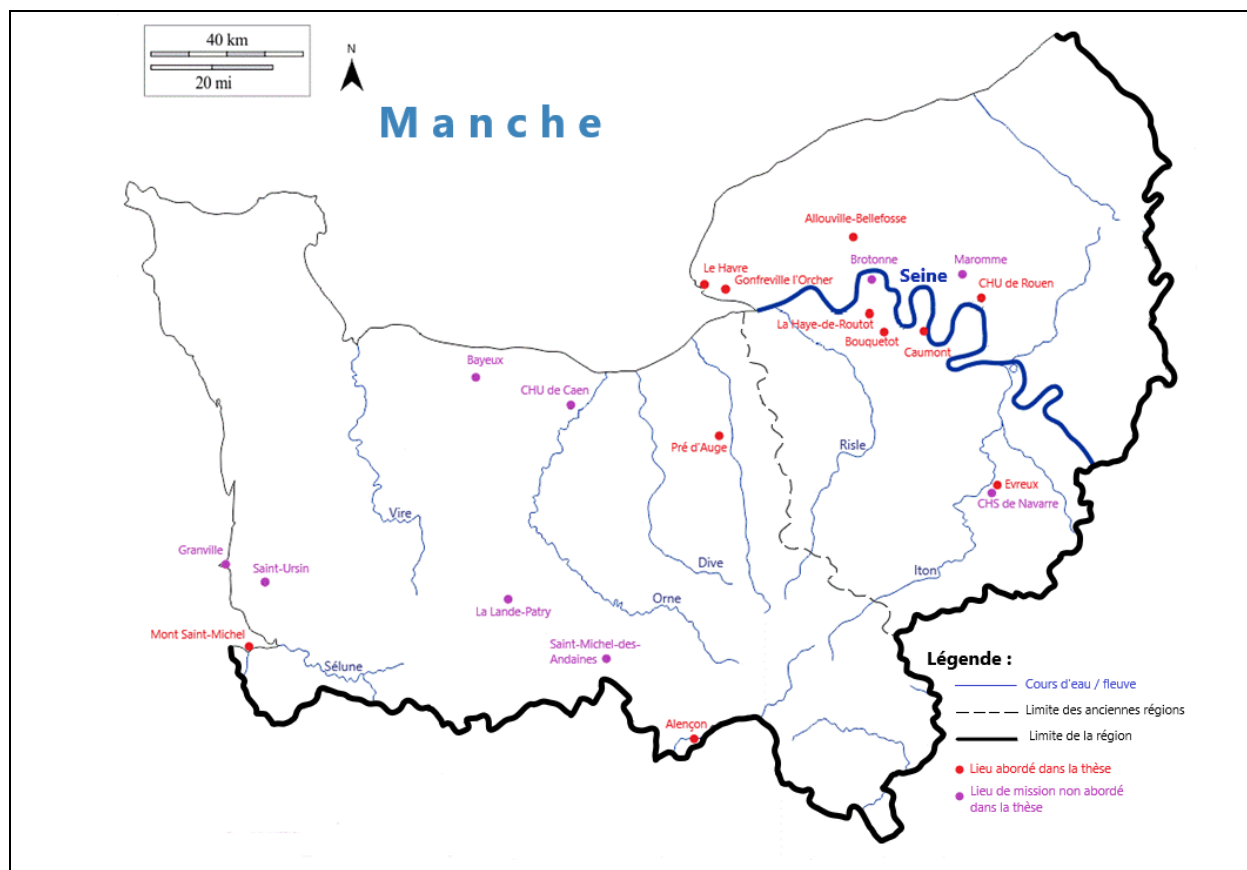 40 km
20 mi
N
Manche
Allouville-Bellefosse
Brotonne
Maromme
Le Havre
Gonfreville l'Orcher
Seine
CHU de Rouen
La Haye-de-Routot
Bouquetot
Caumont
Bayeux
CHU de Caen
Pré d'Auge
Risle
Evreux
CHS de Navarre
Vire
Granville
Saint-Ursin
Dive
Iton
La Lande-Patry
Orne
Mont Saint-Michel
Saint-Michel-des-
Andaines
Sélune
Alençon
Légende :
Cours d'eau / fleuve
Limite des anciennes régions
Limite de la région
Lieu abordé dans la thèse
Lieu de mission non abordé
dans la thèse